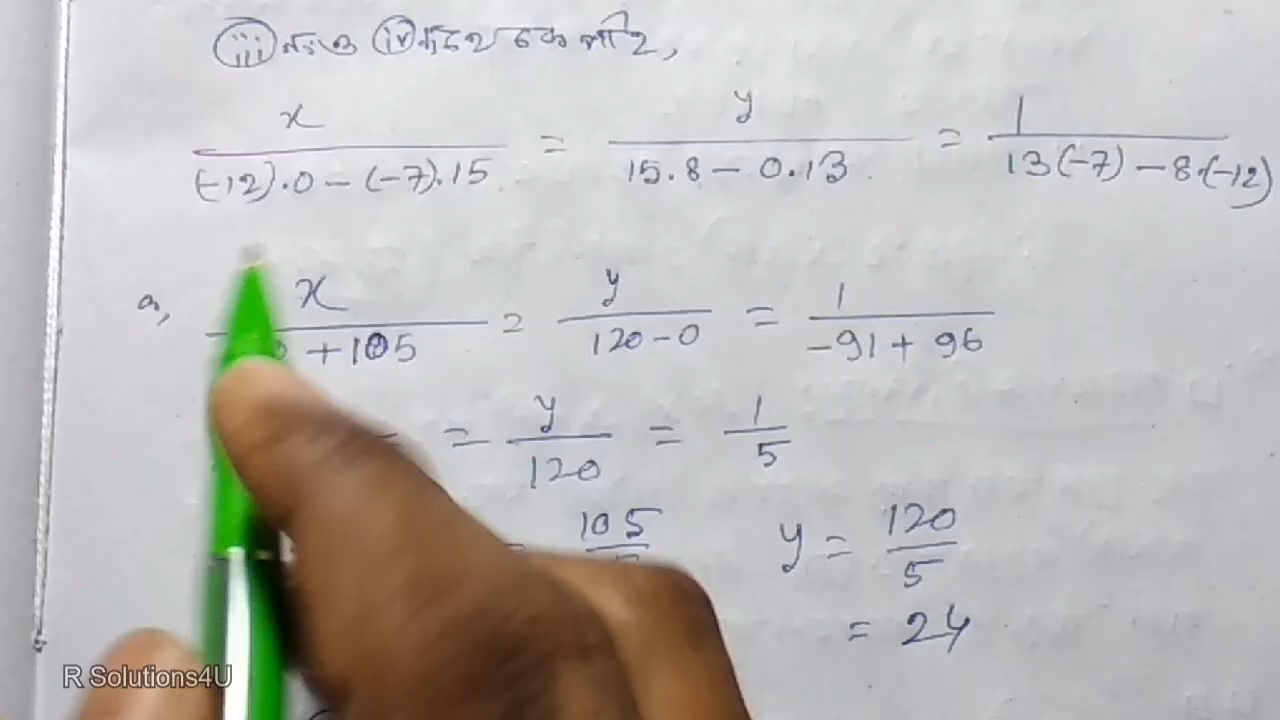 (iii) নং ও (iv) নং থেকে পাই,
x / (-12).0 - (-7).15 = y / 15.8 - 0.13 = 1 / 13(-7) - 8.(-12)
বা, x / 0 + 105 = y / 120 - 0 = 1 / -91 + 96
= y / 120 = 1 / 5
= 105 / y = 120 / 5
= 24
R Solutions4U